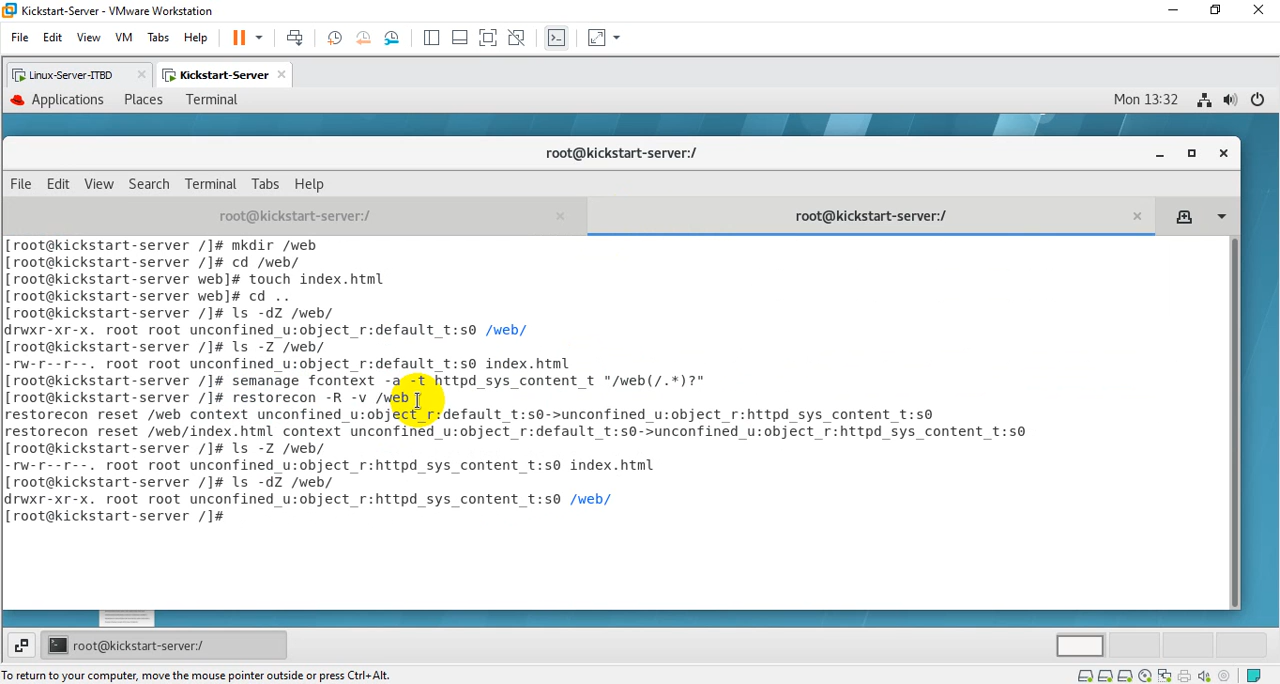 Kickstart-Server - VMware Workstation
File Edit View VM Tabs Help
Linux-Server-ITBD Kickstart-Server
Applications Places Terminal Mon 13:32
root@kickstart-server:/
File Edit View Search Terminal Tabs Help
root@kickstart-server:/ root@kickstart-server:/
[root@kickstart-server /]# mkdir /web
[root@kickstart-server /]# cd /web/
[root@kickstart-server web]# touch index.html
[root@kickstart-server web]# cd ..
[root@kickstart-server /]# ls -dZ /web/
drwxr-xr-x. root root unconfined_u:object_r:default_t:s0 /web/
[root@kickstart-server /]# ls -Z /web/
-rw-r--r--. root root unconfined_u:object_r:default_t:s0 index.html
[root@kickstart-server /]# semanage fcontext -a -t httpd_sys_content_t "/web(/.*)?"
[root@kickstart-server /]# restorecon -R -v /web
restorecon reset /web context unconfined_u:object_r:default_t:s0->unconfined_u:object_r:httpd_sys_content_t:s0
restorecon reset /web/index.html context unconfined_u:object_r:default_t:s0->unconfined_u:object_r:httpd_sys_content_t:s0
[root@kickstart-server /]# ls -Z /web/
-rw-r--r--. root root unconfined_u:object_r:httpd_sys_content_t:s0 index.html
[root@kickstart-server /]# ls -dZ /web/
drwxr-xr-x. root root unconfined_u:object_r:httpd_sys_content_t:s0 /web/
[root@kickstart-server /]#
root@kickstart-server:/
To return to your computer, move the mouse pointer outside or press Ctrl+Alt.